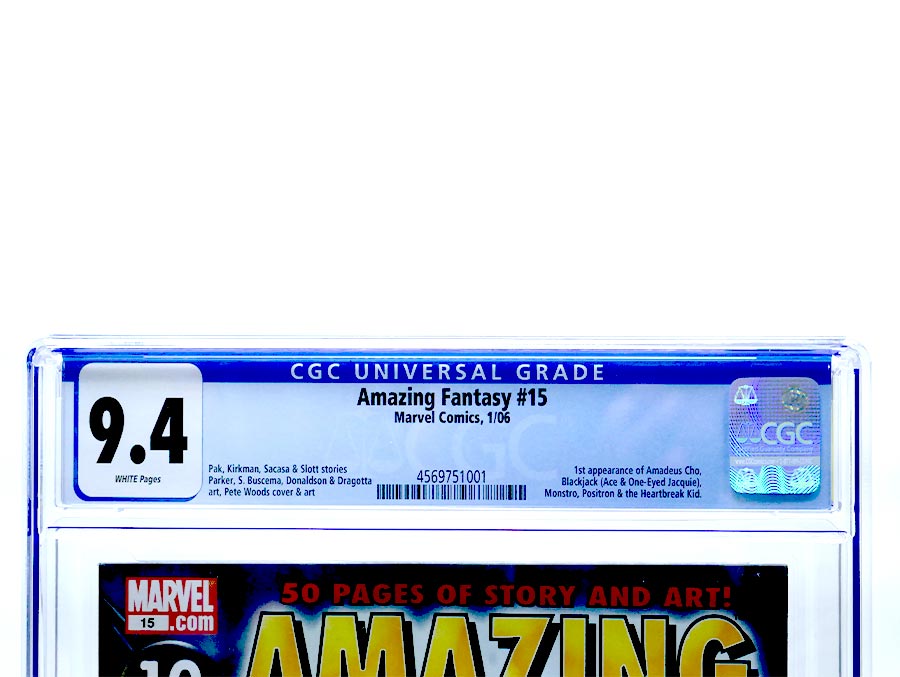 CGC UNIVERSAL GRADE
9.4
WHITE Pages
Amazing Fantasy #15
Marvel Comics, 1/06
Pak, Kirkman, Sacasa & Slott stories
Parker, S. Buscema, Donaldson & Dragotta
art, Pete Woods cover & art
4569751001
1st appearance of Amadeus Cho,
Blackjack (Ace & One-Eyed Jacquie),
Monstro, Positron & the Heartbreak Kid.
CGC
CGC
MARVEL
15 .com
50 PAGES OF STORY AND ART!
AMAZING
10